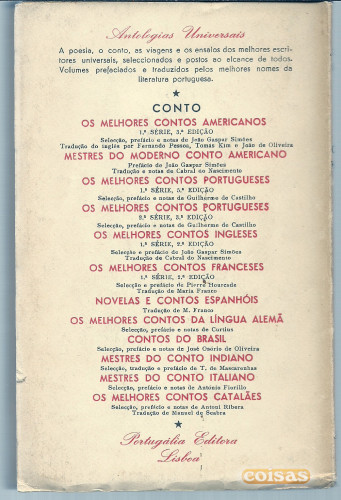 Antologias Universais
A poesia, o conto, as viagens e os ensaios dos melhores escri-
tores universais, seleccionados e postos ao alcance de todos.
Volumes prefaciados e traduzidos pelos melhores nomes da
literatura portuguesa.
CONTO
OS MELHORES CONTOS AMERICANOS
1.ª SÉRIE, 3.ª EDIÇÃO
Selecção, prefácio e notas de João Gaspar Simões
Tradução do inglês por Fernando Pessoa, Tomás Kim e João de Oliveira
MESTRES DO MODERNO CONTO AMERICANO
Prefácio de João Gaspar Simões
Tradução e notas de Cabral do Nascimento
OS MELHORES CONTOS PORTUGUESES
1.ª SÉRIE, 5.ª EDIÇÃO
Selecção, prefácio e notas de Guilherme de Castilho
OS MELHORES CONTOS PORTUGUESES
2.ª SÉRIE, 3.ª EDIÇÃO
Selecção, prefácio e notas de Guilherme de Castilho
OS MELHORES CONTOS INGLESES
1.ª SÉRIE, 2.ª EDIÇÃO
Selecção e prefácio de João Gaspar Simões
Tradução de Cabral do Nascimento
OS MELHORES CONTOS FRANCESES
1.ª SÉRIE, 2.ª EDIÇÃO
Selecção e prefácio de Pierre Hourcade
Tradução de Maria Franco
NOVELAS E CONTOS ESPANHÓIS
Tradução de M. Franco
OS MELHORES CONTOS DA LÍNGUA ALEMÃ
Selecção, prefácio e notas de Curtius
CONTOS DO BRASIL
Selecção, prefácio e notas de José Osório de Oliveira
MESTRES DO CONTO INDIANO
Selecção, tradução e prefácio de T. de Mascarenhas
MESTRES DO CONTO ITALIANO
Selecção, prefácio e notas de António Fiorillo
OS MELHORES CONTOS CATALÃES
Selecção, prefácio e notas de Antoni Ribera
Tradução de Manuel de Seabra
Portugália Editora
Lisboa
coisas